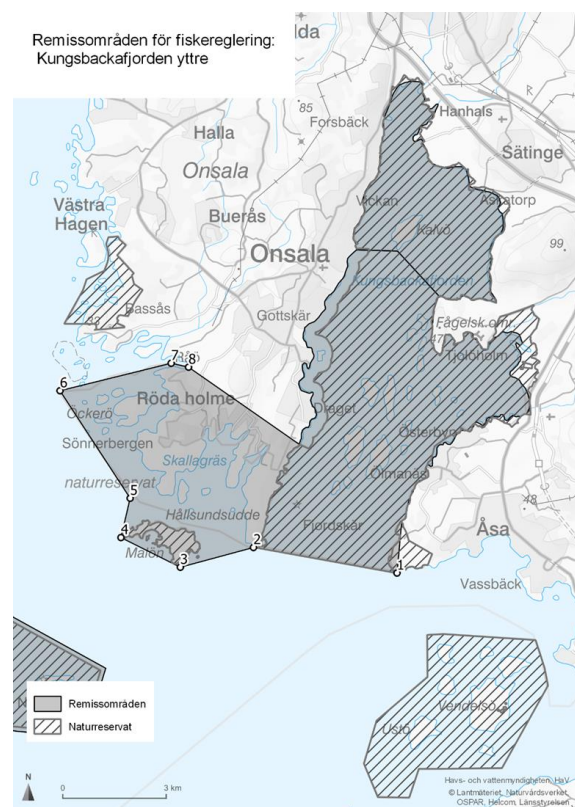 Remissområden för fiskereglering:
Kungsbackafjorden yttre
85
Hanhals
Forsbäck
Halla
Sätinge
Onsala
Västra
Hagen
Vickan
Buerås
Kalvö
99
Onsala
Kungsbackafjorden
Gottskär
Fågelsk.omr.
Tjolöholm
7
8
6
Röda holme
Draget
Öckerö
Österbyn
Sönnerbergen
Skallagräs
Ölmanäs
naturreservat
48
5
Hållsundsudde
Fjordskär
Åsa
4
2
Malön
3
1
Vassbäck
Remissområden
Naturreservat
Vendelsö
Ustö
N
0
3 km
Havs- och vattenmyndigheten, HaV
© Lantmäteriet, Naturvårdsverket,
OSPAR, Helcom, Länsstyrelsen